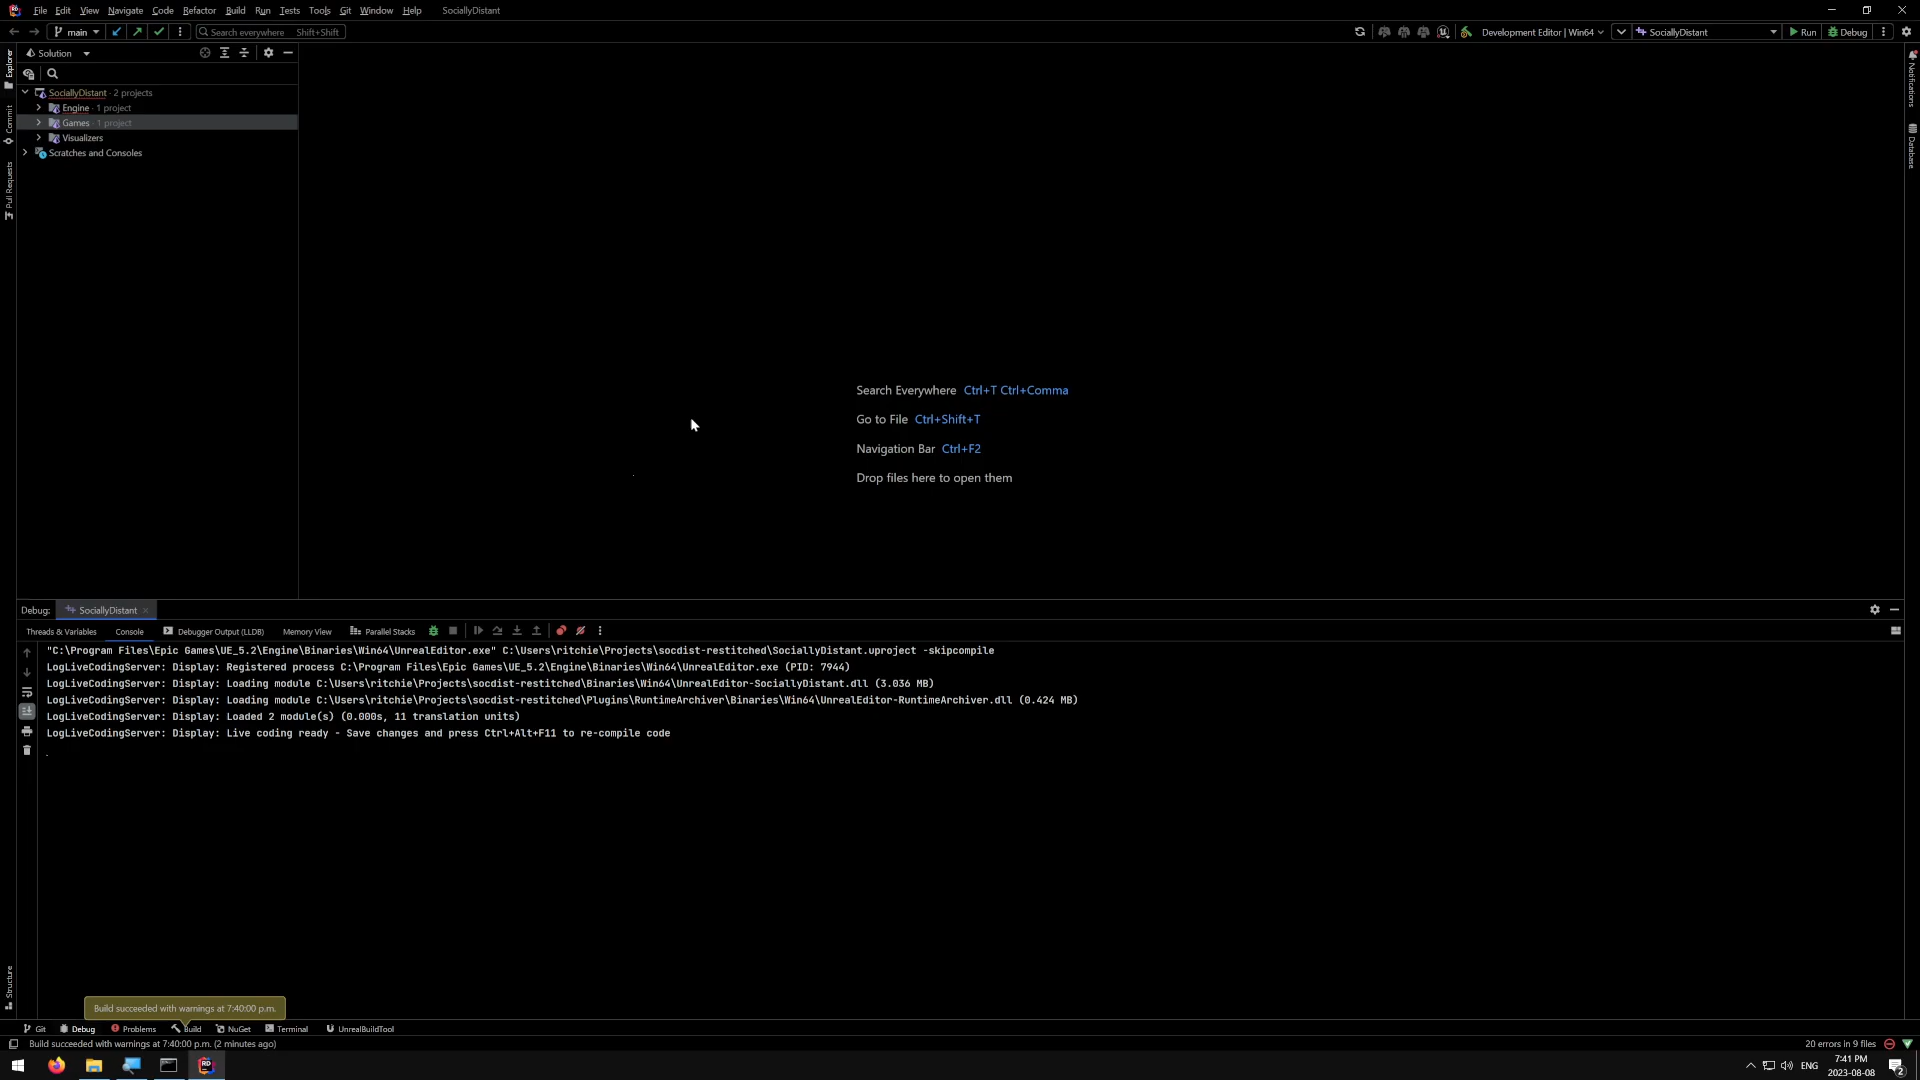 File Edit View Navigate Code Refactor Build Run Tests Tools Git Window Help SociallyDistant
main Search everywhere Shift+Shift Development Editor | Win64 SociallyDistant Run Debug
Solution
SociallyDistant · 2 projects
Engine · 1 project
Games · 1 project
Visualizers
Scratches and Consoles
Explorer
Commit
Pull Requests
Structure
Notifications
Database
Search Everywhere Ctrl+T Ctrl+Comma
Go to File Ctrl+Shift+T
Navigation Bar Ctrl+F2
Drop files here to open them
Debug: SociallyDistant
Threads & Variables Console Debugger Output (LLDB) Memory View Parallel Stacks
"C:\Program Files\Epic Games\UE_5.2\Engine\Binaries\Win64\UnrealEditor.exe" C:\Users\ritchie\Projects\socdist-restitched\SociallyDistant.uproject -skipcompile
LogLiveCodingServer: Display: Registered process C:\Program Files\Epic Games\UE_5.2\Engine\Binaries\Win64\UnrealEditor.exe (PID: 7944)
LogLiveCodingServer: Display: Loading module C:\Users\ritchie\Projects\socdist-restitched\Binaries\Win64\UnrealEditor-SociallyDistant.dll (3.036 MB)
LogLiveCodingServer: Display: Loading module C:\Users\ritchie\Projects\socdist-restitched\Plugins\RuntimeArchiver\Binaries\Win64\UnrealEditor-RuntimeArchiver.dll (0.424 MB)
LogLiveCodingServer: Display: Loaded 2 module(s) (0.000s, 11 translation units)
LogLiveCodingServer: Display: Live coding ready - Save changes and press Ctrl+Alt+F11 to re-compile code
Build succeeded with warnings at 7:40:00 p.m.
Git Debug Problems Build NuGet Terminal UnrealBuildTool
Build succeeded with warnings at 7:40:00 p.m. (2 minutes ago) 20 errors in 9 files
ENG 7:41 PM
2023-08-08
2